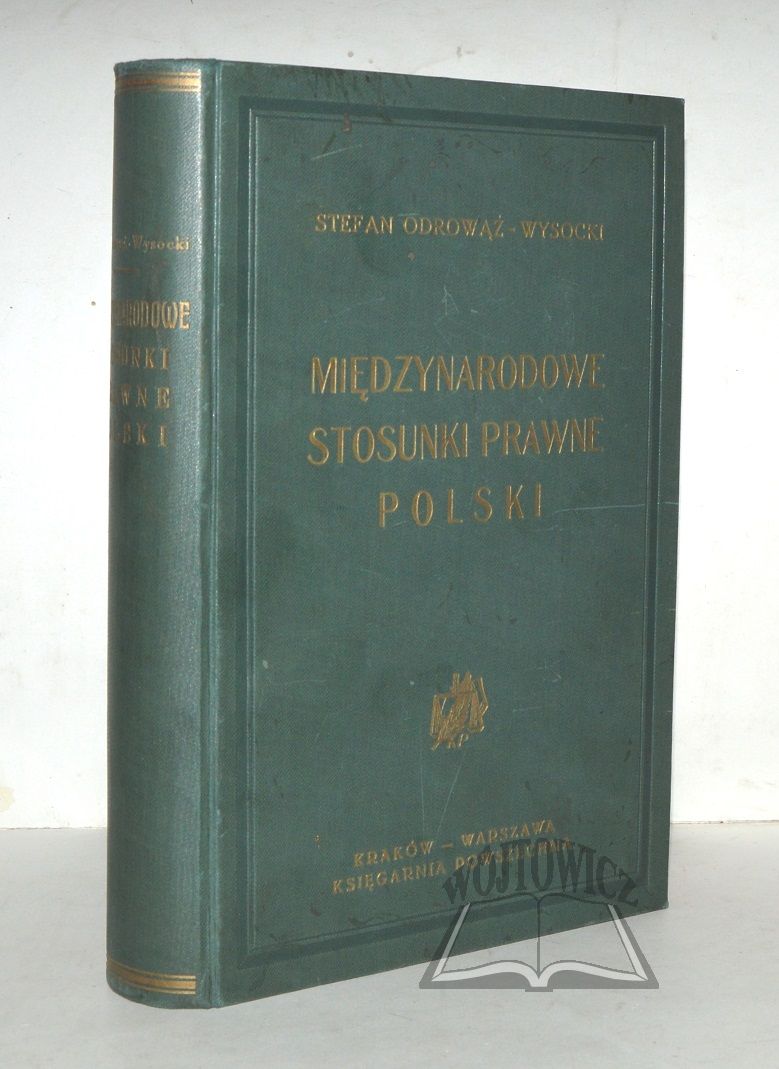 STEFAN ODROWĄŻ-WYSOCKI
MIĘDZYNARODOWE
STOSUNKI PRAWNE
POLSKI
KRAKÓW – WARSZAWA
KSIĘGARNIA POWSZECHNA
WÓJTOWICZ